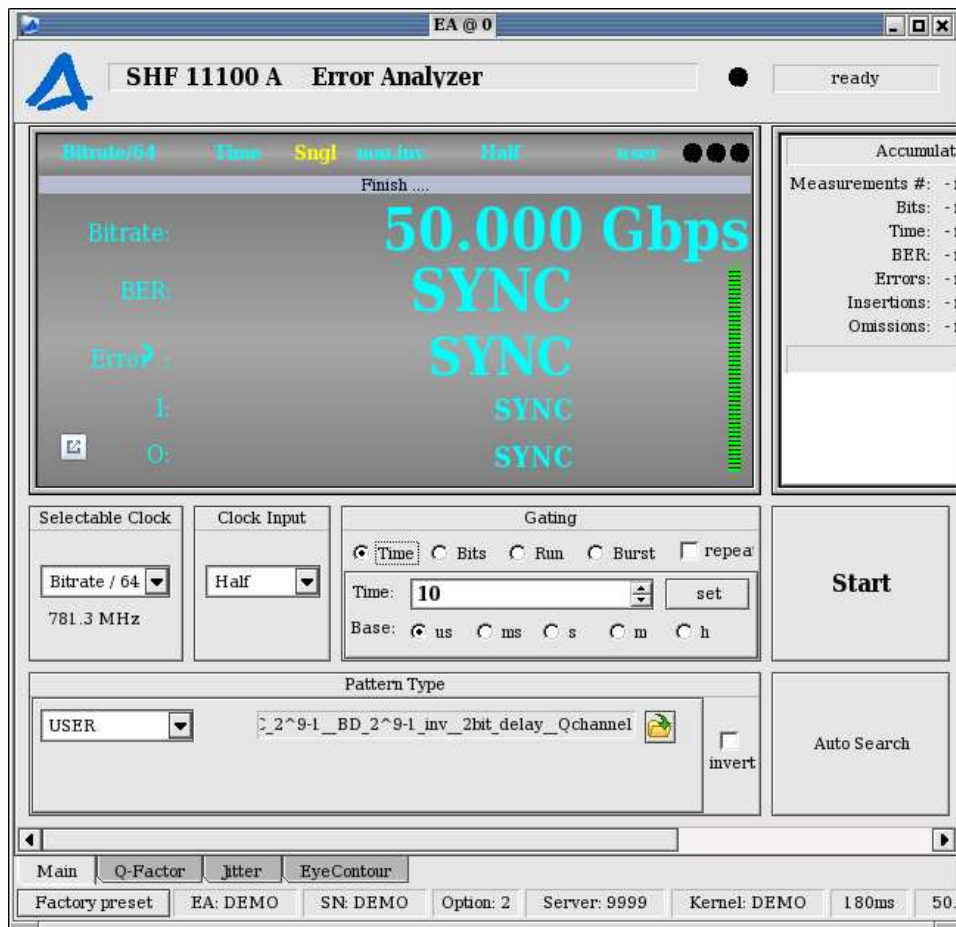 EA @ 0
SHF 11100 A Error Analyzer
ready
Bitrate/64 Time Sngl non.inv Half user
Finish ....
Bitrate: 50.000 Gbps
BER: SYNC
Error : SYNC
I: SYNC
O: SYNC
Accumulat
Measurements #: -
Bits: -
Time: -
BER: -
Errors: -
Insertions: -
Omissions: -
Selectable Clock
Bitrate / 64
781.3 MHz
Clock Input
Half
Gating
Time Bits Run Burst repea
Time: 10 set
Base: us ms s m h
Start
Pattern Type
USER
C_2^9-1__BD_2^9-1_inv__2bit_delay__Qchannel
invert
Auto Search
Main Q-Factor Jitter EyeContour
Factory preset EA: DEMO SN: DEMO Option: 2 Server: 9999 Kernel: DEMO 180ms 50.